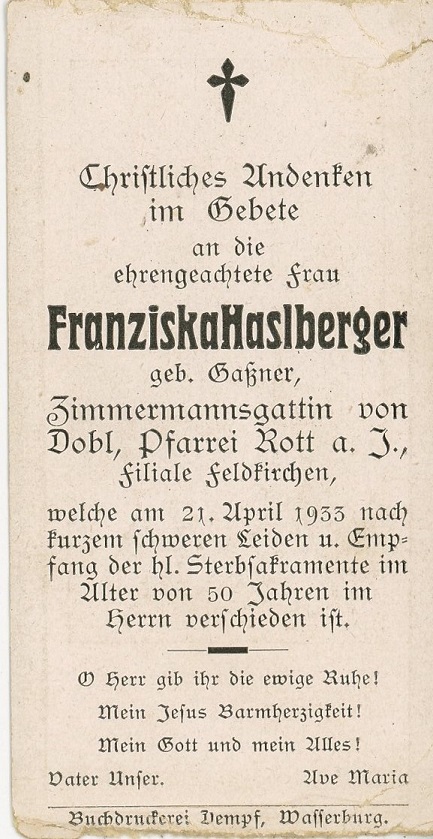 Christliches Andenken
im Gebete
an die
ehrengeachtete Frau
Franziska Haslberger
geb. Gaßner,
Zimmermannsgattin von
Dobl, Pfarrei Rott a. J.,
Filiale Feldkirchen,
welche am 21. April 1933 nach
kurzem schweren Leiden u. Emp-
fang der hl. Sterbsakramente im
Alter von 50 Jahren im
Herrn verschieden ist.
O Herr gib ihr die ewige Ruhe!
Mein Jesus Barmherzigkeit!
Mein Gott und mein Alles!
Vater Unser. Ave Maria
Buchdruckerei Dempf, Wasserburg.